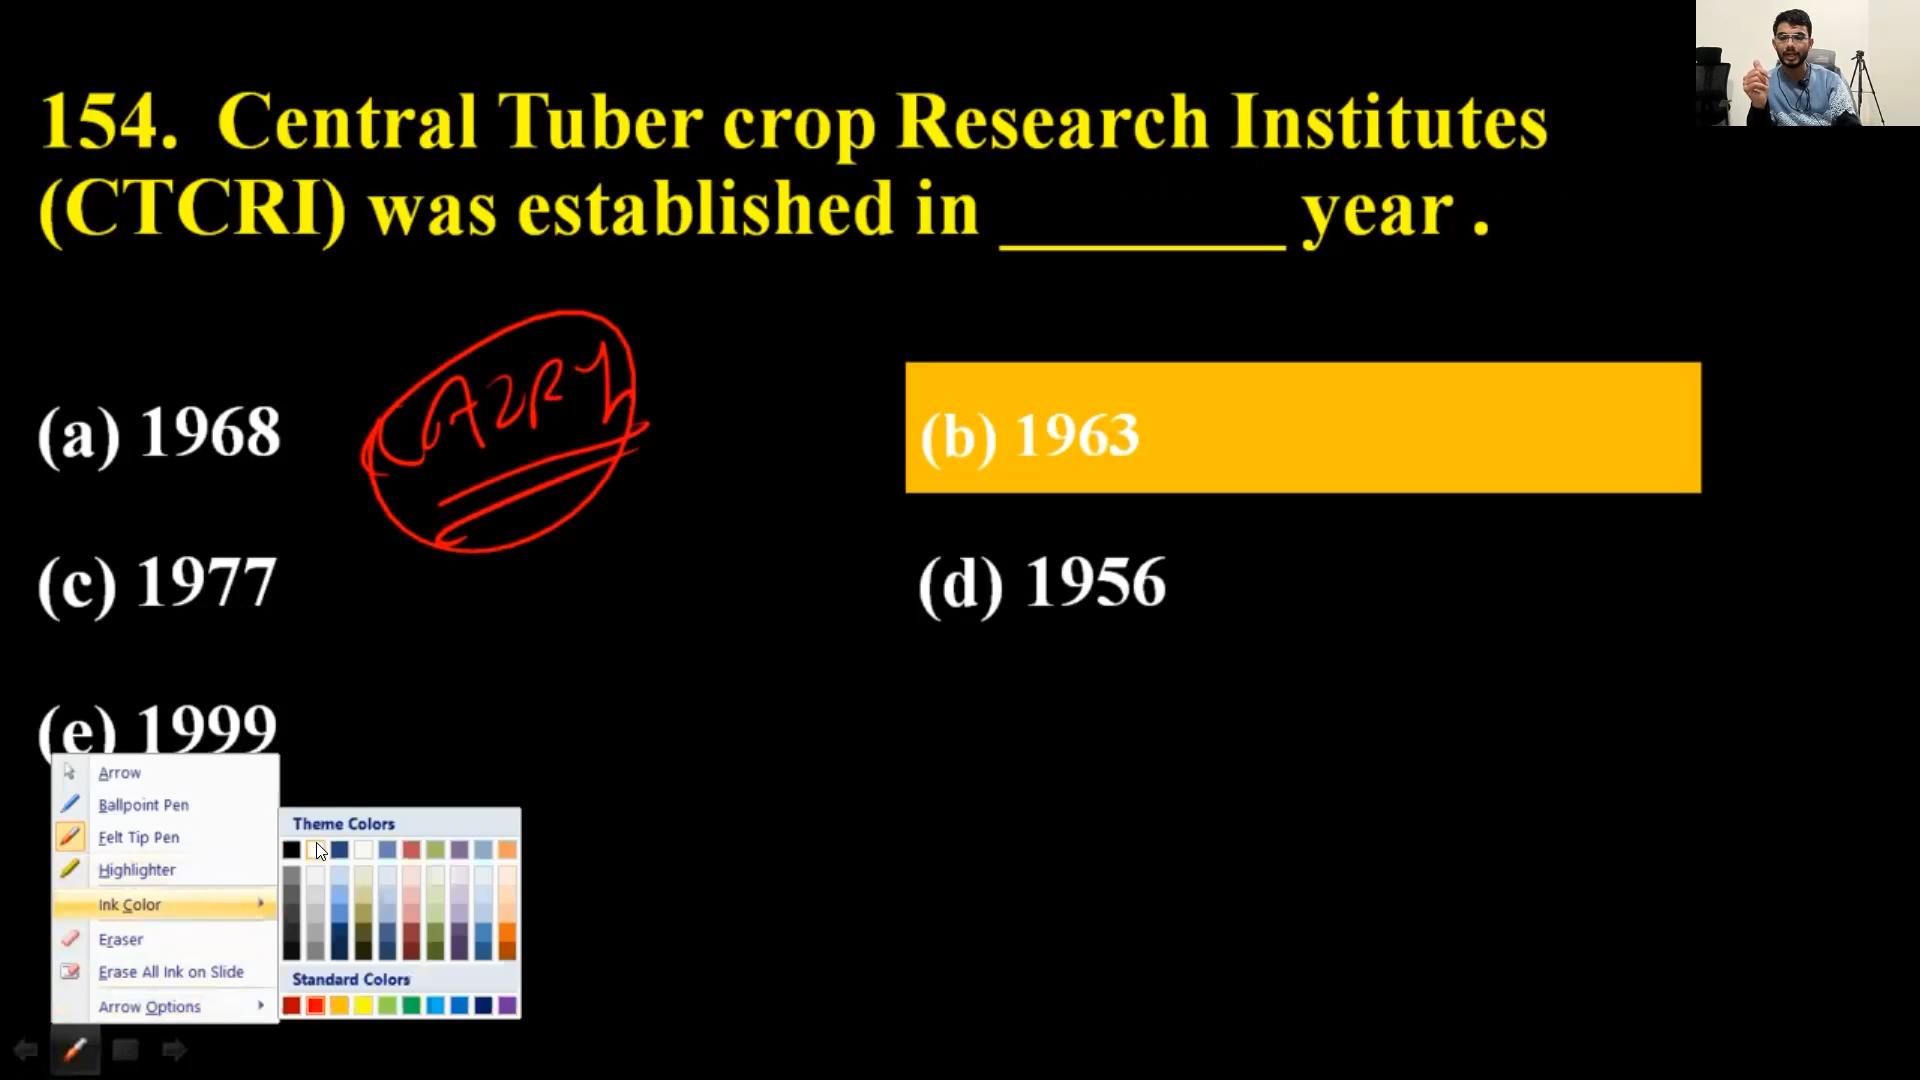 154. Central Tuber crop Research Institutes
(CTCRI) was established in ________ year .
(a) 1968
CAZRI
(b) 1963
(c) 1977
(d) 1956
(e) 1999
Arrow
Ballpoint Pen
Felt Tip Pen
Highlighter
Ink Color
Eraser
Erase All Ink on Slide
Arrow Options
Theme Colors
Standard Colors